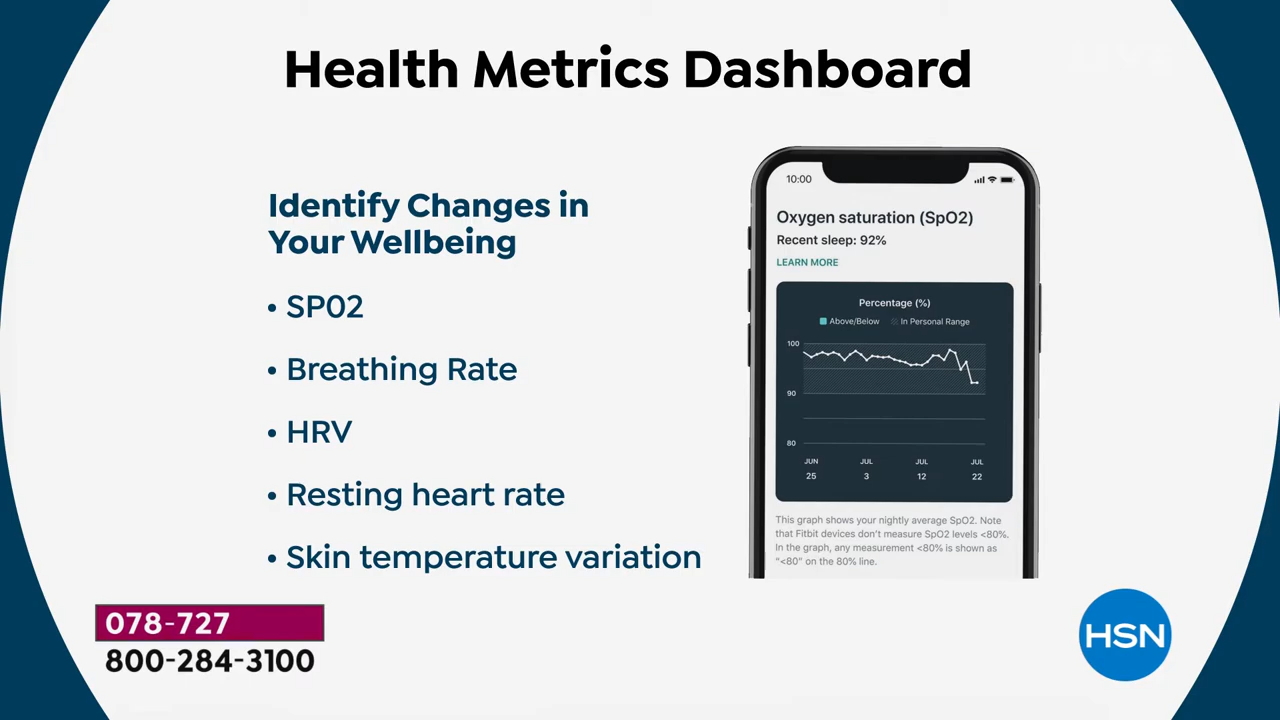 Health Metrics Dashboard
Identify Changes in
Your Wellbeing
• SP02
• Breathing Rate
• HRV
• Resting heart rate
• Skin temperature variation
10:00
Oxygen saturation (SpO2)
Recent sleep: 92%
LEARN MORE
Percentage (%)
Above/Below In Personal Range
100
90
80
JUN JUL JUL JUL
25 3 12 22
This graph shows your nightly average SpO2. Note
that Fitbit devices don't measure SpO2 levels <80%.
In the graph, any measurement <80% is shown as
"<80" on the 80% line.
078-727
800-284-3100
HSN